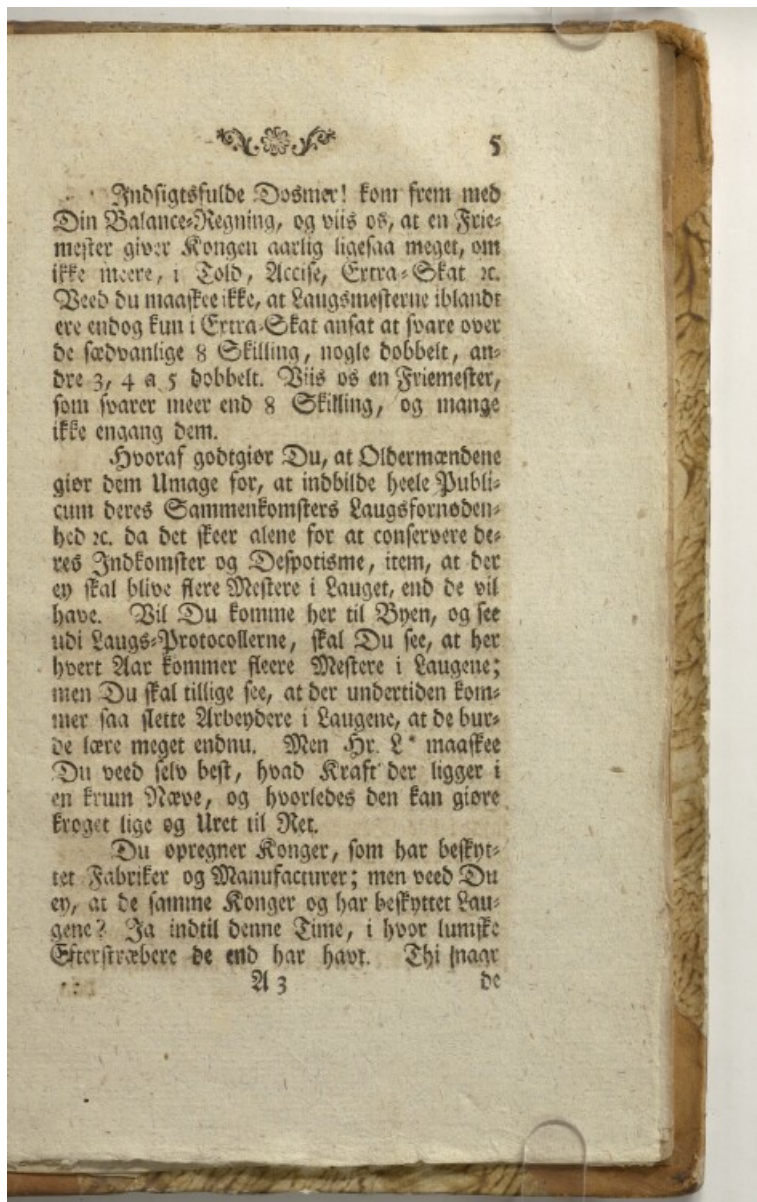 5
Indsigtsfulde Dosmer! kom frem med
Din Balance-Regning, og viis os, at en Frie-
mester giver Kongen aarlig ligesaa meget, om
ikke meere, i Told, Accise, Extra-Skat ꝛc.
Veed du maaskee ikke, at Laugsmesterne iblandt
ere endog kun i Extra-Skat ansat at svare over
de sædvanlige 8 Skilling, nogle dobbelt, an-
dre 3, 4 a 5 dobbelt. Viis os en Friemester,
som svarer meer end 8 Skilling, og mange
ikke engang dem.
Hvoraf godtgiør Du, at Oldermændene
giør dem Umage for, at indbilde heele Publi-
cum deres Sammenkomsters Laugsfornøden-
hed ꝛc. da det skeer alene for at conservere de-
res Indkomster og Despotisme, item, at der
ey skal blive flere Mestere i Lauget, end de vil
have. Vil Du komme her til Byen, og see
udi Laugs-Protocollerne, skal Du see, at her
hvert Aar kommer fleere Mestere i Laugene;
men Du skal tillige see, at der undertiden kom-
mer saa slette Arbeydere i Laugene, at de bur-
de lære meget endnu. Men Hr. L* maaskee
Du veed selv best, hvad Kraft der ligger i
en krum Næve, og hvorledes den kan giøre
kroget lige og Uret til Ret.
Du opregner Konger, som har beskyt-
tet Fabriker og Manufacturer; men veed Du
ey, at de samme Konger og har beskyttet Lau-
gene? Ja indtil denne Time, i hvor lumske
Efterstræbere de end har havt. Thi naar
A 3 de